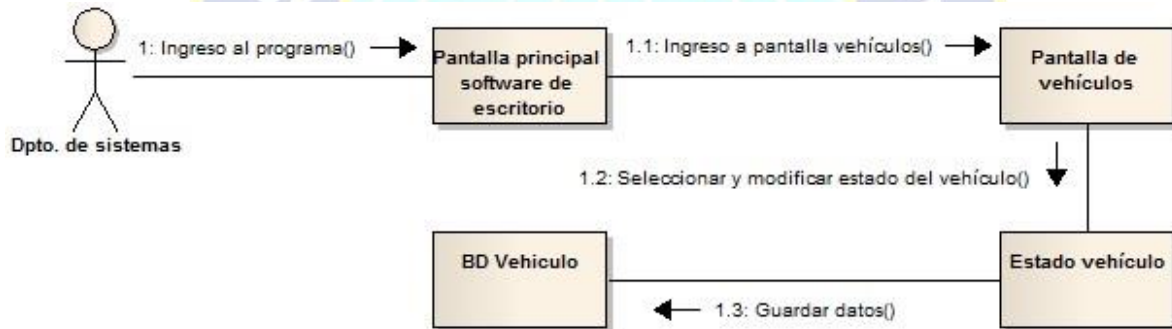 1: Ingreso al programa()
1.1: Ingreso a pantalla vehículos()
Pantalla principal
software de
escritorio
Pantalla de
vehículos
Dpto. de sistemas
1.2: Seleccionar y modificar estado del vehículo()
BD Vehiculo
Estado vehículo
1.3: Guardar datos()